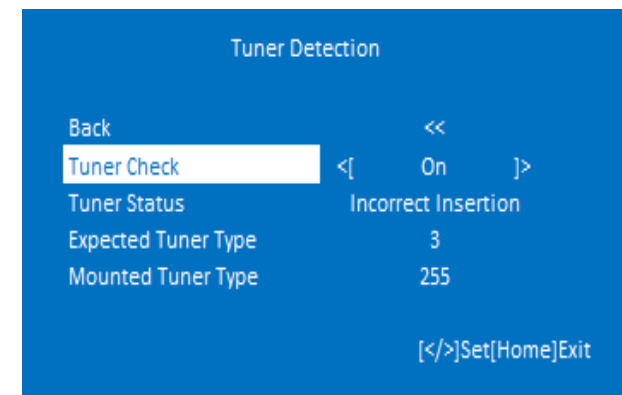 Tuner Detection
Back <<
Tuner Check <[ On ]>
Tuner Status Incorrect Insertion
Expected Tuner Type 3
Mounted Tuner Type 255
[</>]Set[Home]Exit